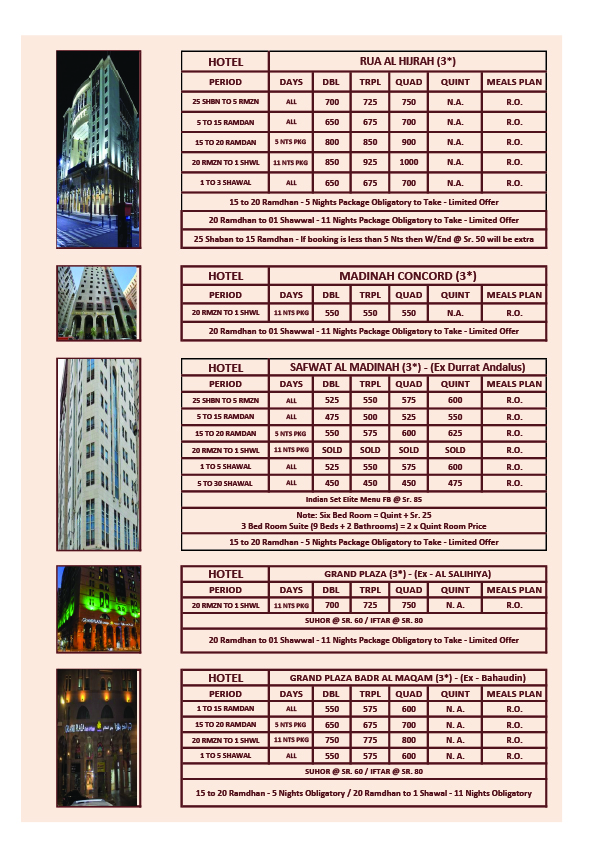 HOTEL RUA AL HIJRAH (3*)
PERIOD DAYS DBL TRPL QUAD QUINT MEALS PLAN
25 SHBN TO 5 RMZN ALL 700 725 750 N.A. R.O.
5 TO 15 RAMDAN ALL 650 675 700 N.A. R.O.
15 TO 20 RAMDAN 5 NTS PKG 800 850 900 N.A. R.O.
20 RMZN TO 1 SHWL 11 NTS PKG 850 925 1000 N.A. R.O.
1 TO 3 SHAWAL ALL 650 675 700 N.A. R.O.
15 to 20 Ramdhan - 5 Nights Package Obligatory to Take - Limited Offer
20 Ramdhan to 01 Shawwal - 11 Nights Package Obligatory to Take - Limited Offer
25 Shaban to 15 Ramdan - If booking is less than 5 Nts then W/End @ Sr. 50 will be extra
HOTEL MADINAH CONCORD (3*)
PERIOD DAYS DBL TRPL QUAD QUINT MEALS PLAN
20 RMZN TO 1 SHWL 11 NTS PKG 550 550 550 N.A. R.O.
20 Ramdhan to 01 Shawwal - 11 Nights Package Obligatory to Take - Limited Offer
HOTEL SAFWAT AL MADINAH (3*) - (Ex Durrat Andalus)
PERIOD DAYS DBL TRPL QUAD QUINT MEALS PLAN
25 SHBN TO 5 RMZN ALL 525 550 575 600 R.O.
5 TO 15 RAMDAN ALL 475 500 525 550 R.O.
15 TO 20 RAMDAN 5 NTS PKG 550 575 600 625 R.O.
20 RMZN TO 1 SHWL 11 NTS PKG SOLD SOLD SOLD SOLD R.O.
1 TO 5 SHAWAL ALL 525 550 575 600 R.O.
5 TO 30 SHAWAL ALL 450 450 450 475 R.O.
Indian Set Elite Menu FB @ Sr. 85
Note: Six Bed Room = Quint + Sr. 25
3 Bed Room Suite (9 Beds + 2 Bathrooms) = 2 x Quint Room Price
15 to 20 Ramdhan - 5 Nights Package Obligatory to Take - Limited Offer
HOTEL GRAND PLAZA (3*) - (Ex - AL SALIHIYA)
PERIOD DAYS DBL TRPL QUAD QUINT MEALS PLAN
20 RMZN TO 1 SHWL 11 NTS PKG 700 725 750 N. A. R.O.
SUHOR @ SR. 60 / IFTAR @ SR. 80
20 Ramdhan to 01 Shawwal - 11 Nights Package Obligatory to Take - Limited Offer
HOTEL GRAND PLAZA BADR AL MAQAM (3*) - (Ex - Bahaudin)
PERIOD DAYS DBL TRPL QUAD QUINT MEALS PLAN
1 TO 15 RAMDAN ALL 550 575 600 N. A. R.O.
15 TO 20 RAMDAN 5 NTS PKG 650 675 700 N. A. R.O.
20 RMZN TO 1 SHWL 11 NTS PKG 750 775 800 N. A. R.O.
1 TO 5 SHAWAL ALL 550 575 600 N. A. R.O.
SUHOR @ SR. 60 / IFTAR @ SR. 80
15 to 20 Ramdhan - 5 Nights Obligatory / 20 Ramdhan to 1 Shawal - 11 Nights Obligatory
GRAND PLAZA